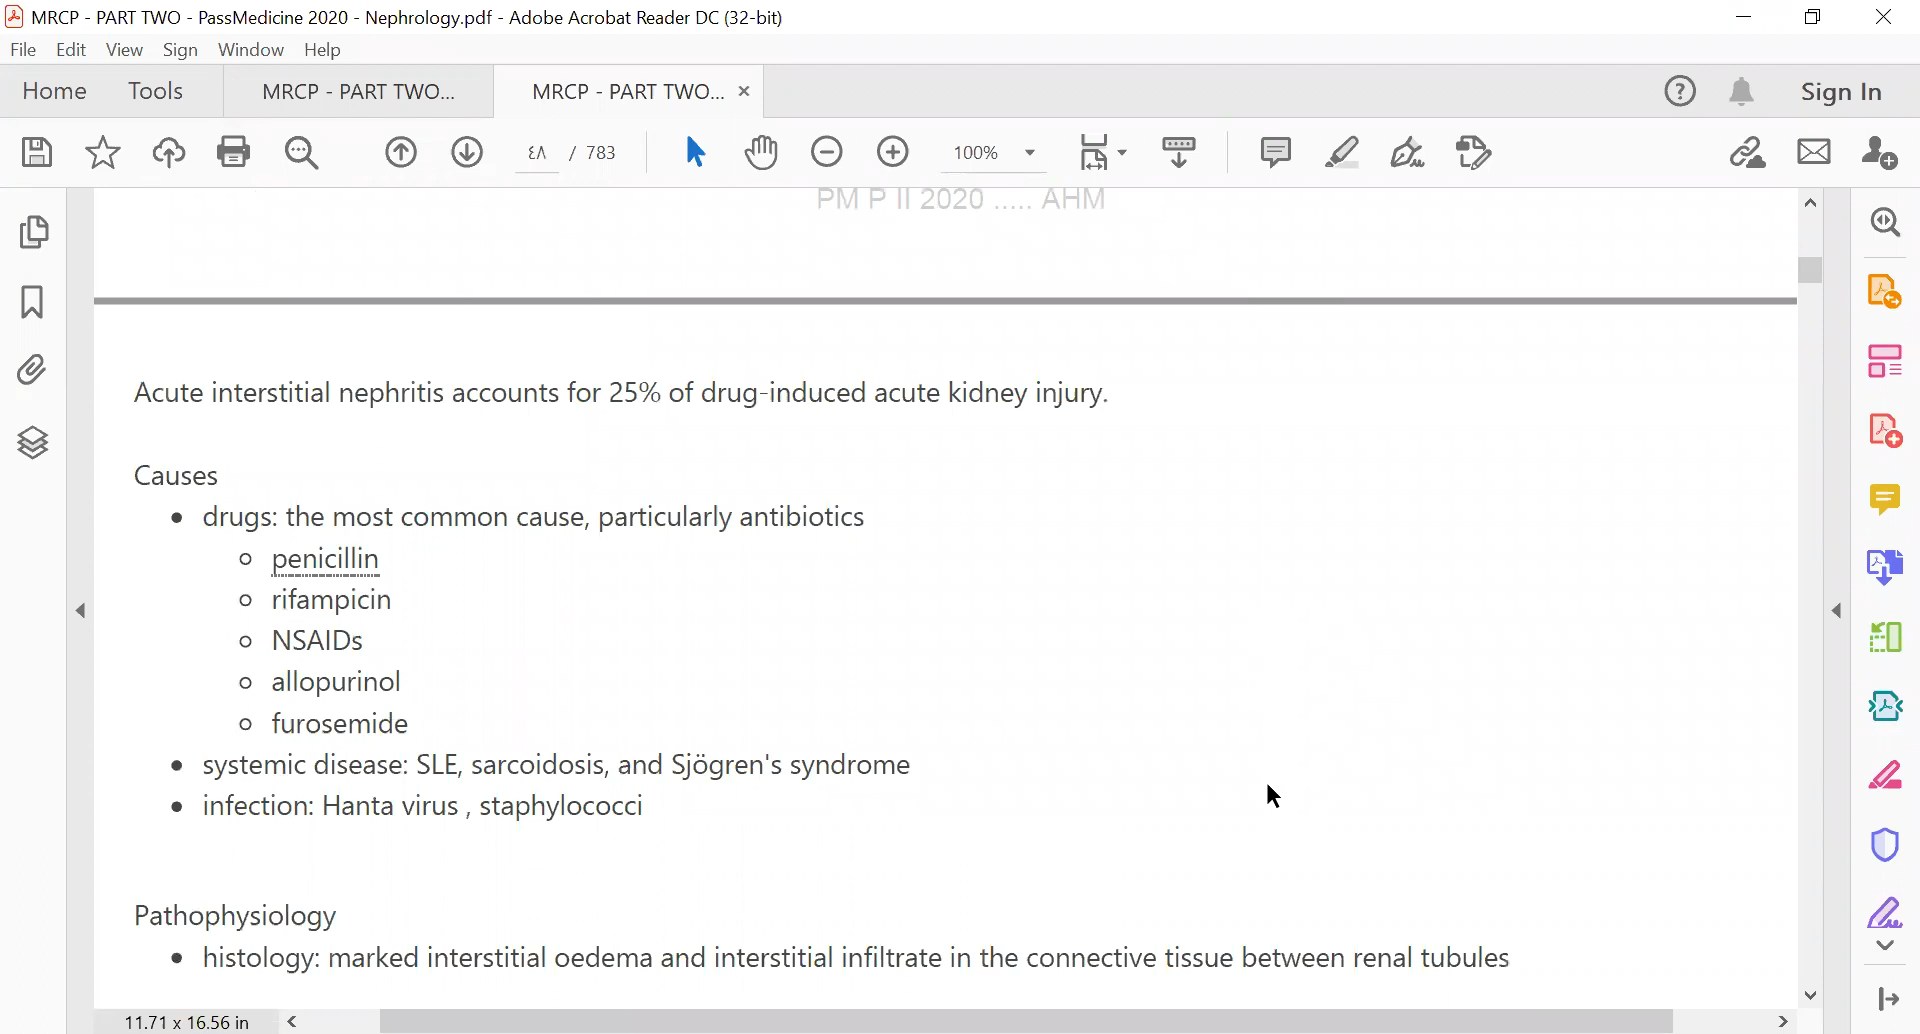 MRCP - PART TWO - PassMedicine 2020 - Nephrology.pdf - Adobe Acrobat Reader DC (32-bit)
File Edit View Sign Window Help
Home Tools MRCP - PART TWO... MRCP - PART TWO... × Sign In
٤٨ / 783 100%
PM P II 2020 ..... AHM
Acute interstitial nephritis accounts for 25% of drug-induced acute kidney injury.
Causes
• drugs: the most common cause, particularly antibiotics
o penicillin
o rifampicin
o NSAIDs
o allopurinol
o furosemide
• systemic disease: SLE, sarcoidosis, and Sjögren's syndrome
• infection: Hanta virus , staphylococci
Pathophysiology
• histology: marked interstitial oedema and interstitial infiltrate in the connective tissue between renal tubules
11.71 x 16.56 in